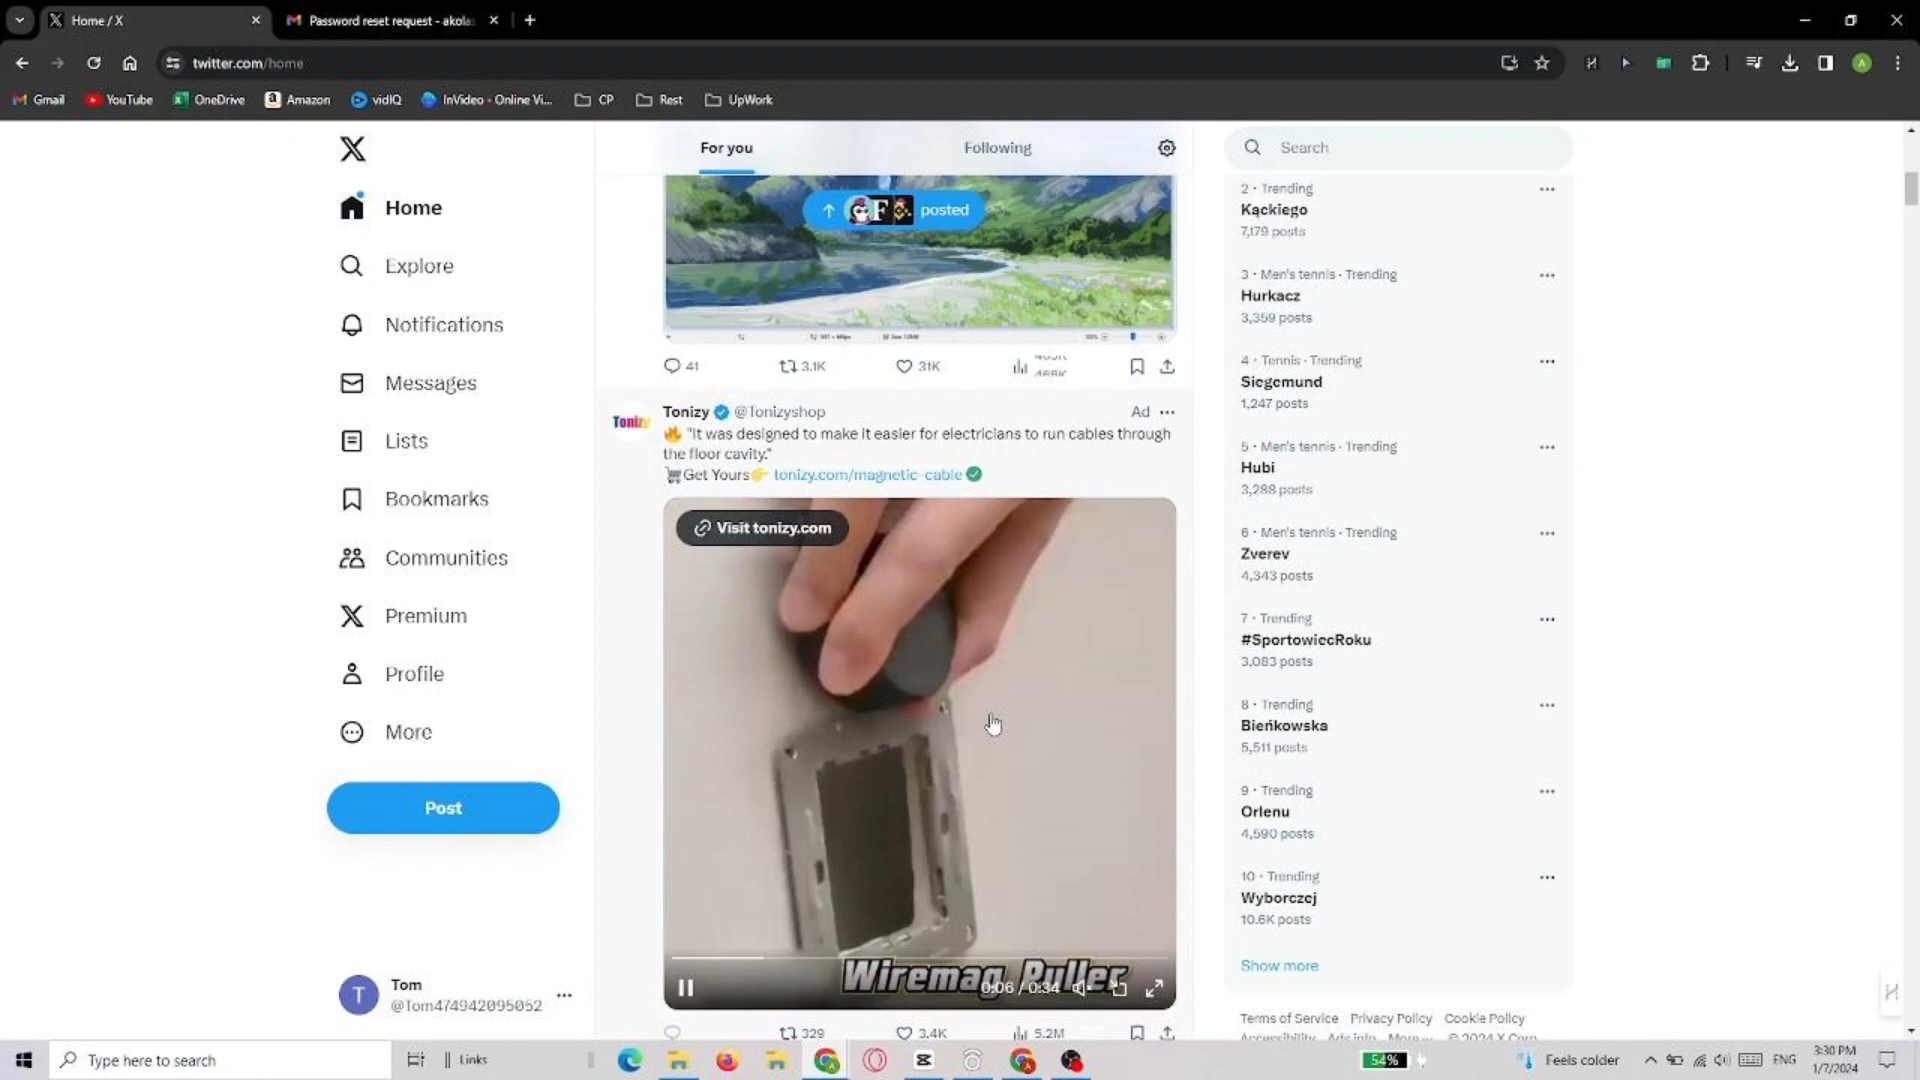 Home / X
Password reset request - akola
twitter.com/home
Gmail
YouTube
OneDrive
Amazon
vidIQ
InVideo - Online Vi...
CP
Rest
UpWork
X
Home
Explore
Notifications
Messages
Lists
Bookmarks
Communities
Premium
Profile
More
Post
Tom
@Tom474942095052
For you
Following
F
posted
41
3.1K
31K
468K
Tonizy
Tonizy @Tonizyshop
Ad
"It was designed to make it easier for electricians to run cables through
the floor cavity."
Get Yours tonizy.com/magnetic-cable
Visit tonizy.com
Wiremag Puller
0:06 / 0:34
329
3.4K
5.2M
Search
2 · Trending
Kąckiego
7,179 posts
3 · Men's tennis · Trending
Hurkacz
3,359 posts
4 · Tennis · Trending
Siegemund
1,247 posts
5 · Men's tennis · Trending
Hubi
3,288 posts
6 · Men's tennis · Trending
Zverev
4,343 posts
7 · Trending
#SportowiecRoku
3,083 posts
8 · Trending
Bieńkowska
5,511 posts
9 · Trending
Orlenu
4,590 posts
10 · Trending
Wyborczej
10.6K posts
Show more
Terms of Service Privacy Policy Cookie Policy
Accessibility Ads info More... © 2024 X Corp.
Type here to search
Links
54%
Feels colder
ENG
3:30 PM
1/7/2024